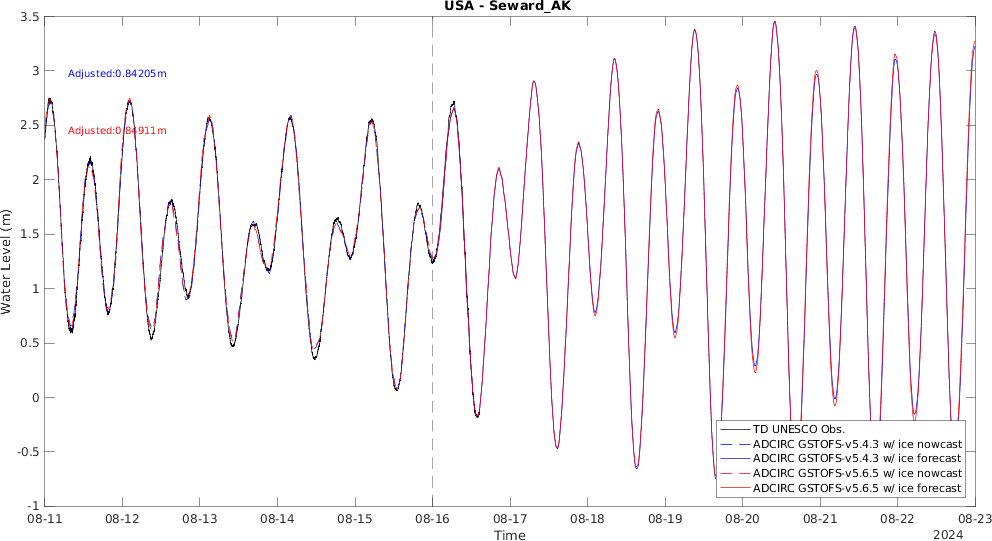 USA - Seward_AK
Adjusted:0.84205m
Adjusted:0.84911m
Water Level (m)
3.5
3
2.5
2
1.5
1
0.5
0
-0.5
-1
TD UNESCO Obs.
ADCIRC GSTOFS-v5.4.3 w/ ice nowcast
ADCIRC GSTOFS-v5.4.3 w/ ice forecast
ADCIRC GSTOFS-v5.6.5 w/ ice nowcast
ADCIRC GSTOFS-v5.6.5 w/ ice forecast
08-11 08-12 08-13 08-14 08-15 08-16 08-17 08-18 08-19 08-20 08-21 08-22 08-23
Time
2024